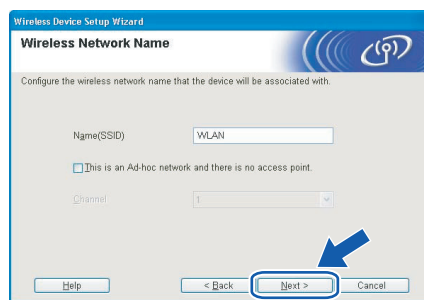 Wireless Device Setup Wizard
Wireless Network Name
Configure the wireless network name that the device will be associated with.
Name(SSID) WLAN
This is an Ad-hoc network and there is no access point.
Channel 1
Help < Back Next > Cancel